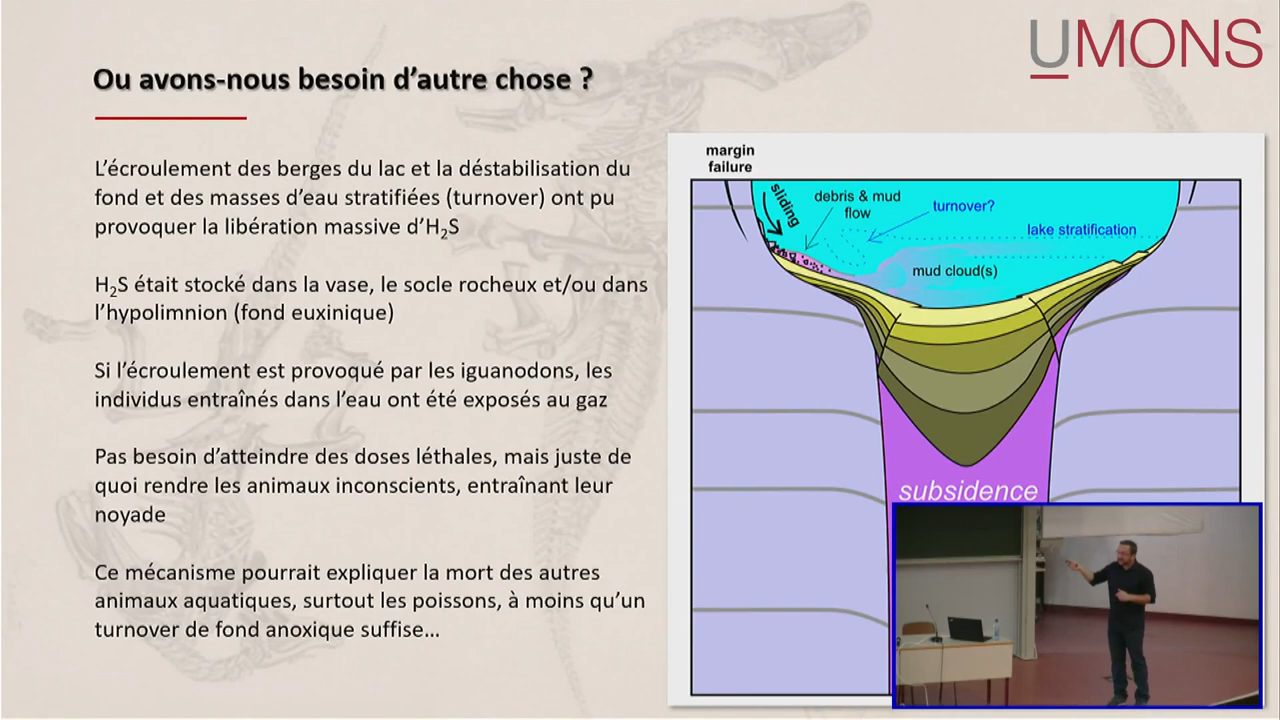 UMONS
Ou avons-nous besoin d’autre chose ?
L’écroulement des berges du lac et la déstabilisation du
fond et des masses d’eau stratifiées (turnover) ont pu
provoquer la libération massive d’H₂S
H₂S était stocké dans la vase, le socle rocheux et/ou dans
l’hypolimnion (fond euxinique)
Si l’écroulement est provoqué par les iguanodons, les
individus entraînés dans l’eau ont été exposés au gaz
Pas besoin d’atteindre des doses léthales, mais juste de
quoi rendre les animaux inconscients, entraînant leur
noyade
Ce mécanisme pourrait expliquer la mort des autres
animaux aquatiques, surtout les poissons, à moins qu’un
turnover de fond anoxique suffise...
margin
failure
sliding
debris & mud
flow
turnover?
lake stratification
mud cloud(s)
subsidence